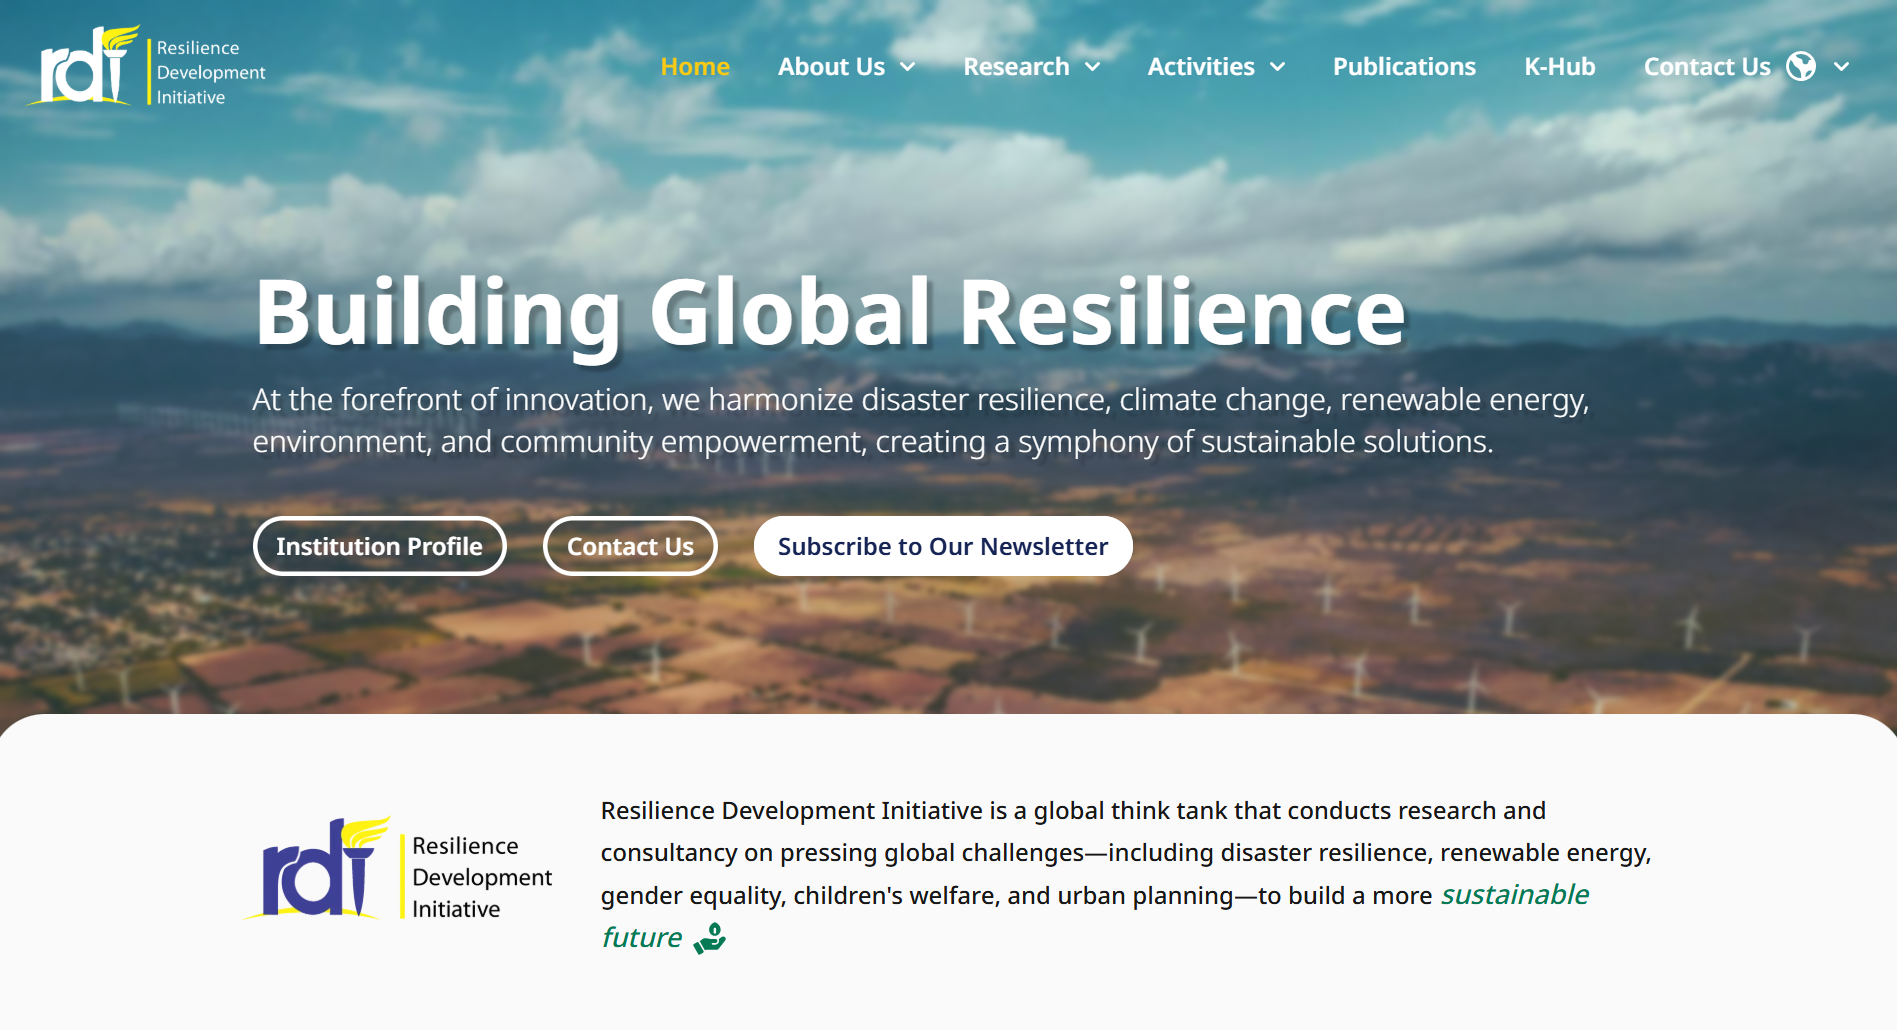 rdi
Resilience
Development
Initiative
Home
About Us
Research
Activities
Publications
K-Hub
Contact Us
Building Global Resilience
At the forefront of innovation, we harmonize disaster resilience, climate change, renewable energy,
environment, and community empowerment, creating a symphony of sustainable solutions.
Institution Profile
Contact Us
Subscribe to Our Newsletter
rdi
Resilience
Development
Initiative
Resilience Development Initiative is a global think tank that conducts research and
consultancy on pressing global challenges—including disaster resilience, renewable energy,
gender equality, children's welfare, and urban planning—to build a more sustainable
future